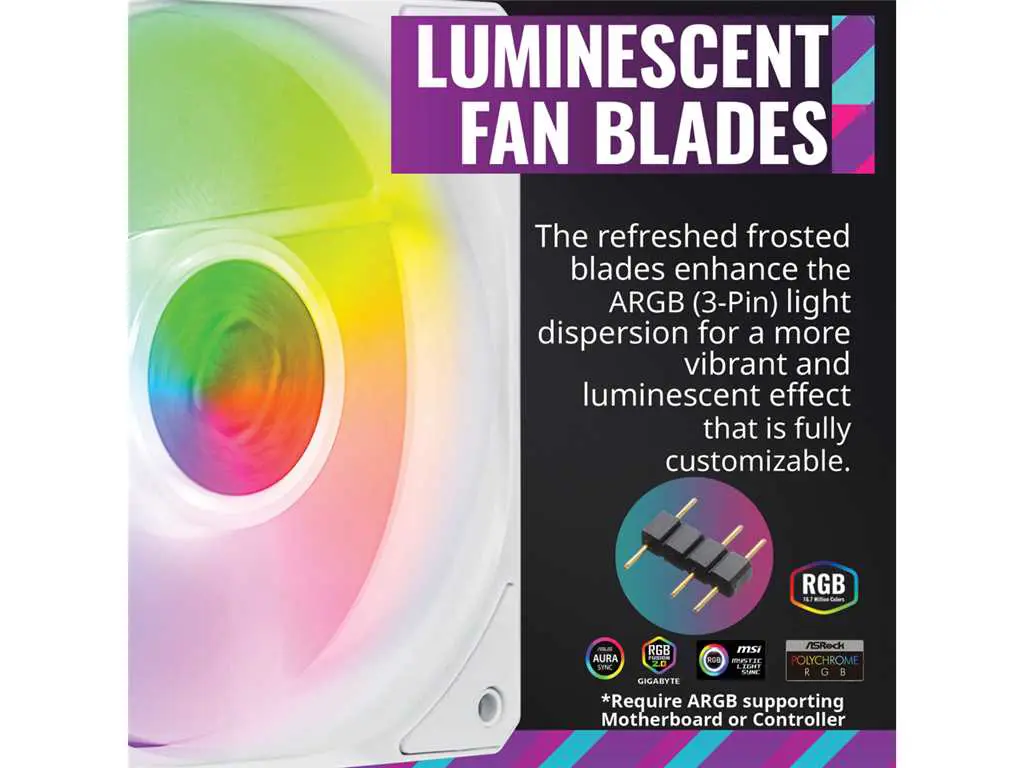 LUMINESCENT
FAN BLADES
The refreshed frosted
blades enhance the
ARGB (3-Pin) light
dispersion for a more
vibrant and
luminescent effect
that is fully
customizable.
RGB
16.7 Million Colors
ASUS
AURA
SYNC
RGB
FUSION
2.0
GIGABYTE
RGB
msi
MYSTIC
LIGHT
SYNC
ASRock
POLYCHROME
R G B
*Require ARGB supporting
Motherboard or Controller